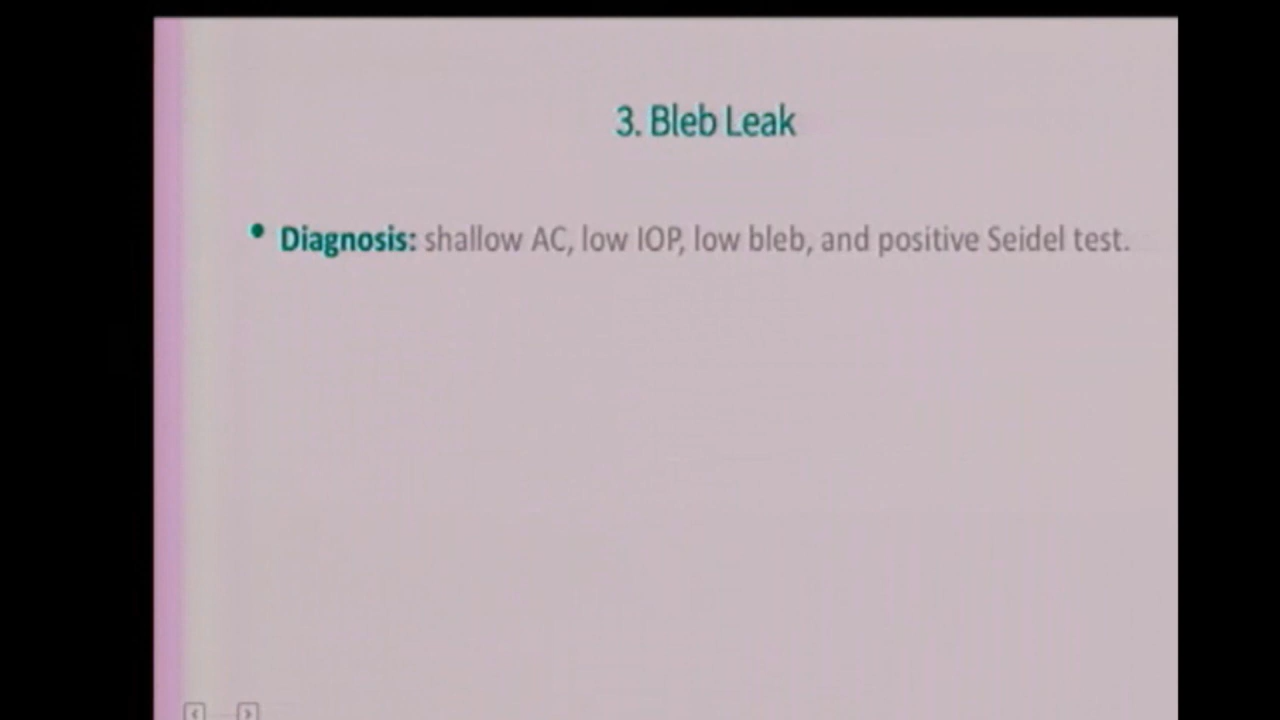 3. Bleb Leak
• Diagnosis: shallow AC, low IOP, low bleb, and positive Seidel test.